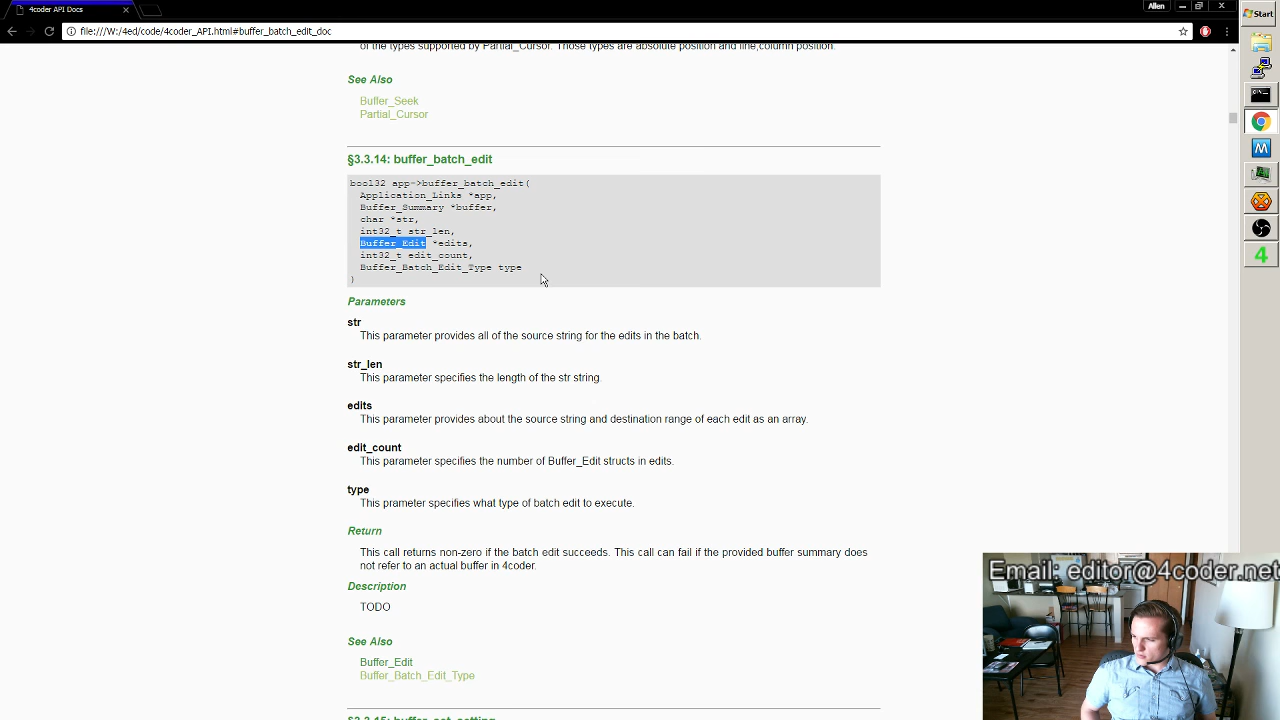 4coder API Docs
Allen
file:///W:/4ed/code/4coder_API.html#buffer_batch_edit_doc
Start
of the types supported by Partial_Cursor. Those types are absolute position and line,column position.
See Also
Buffer_Seek
Partial_Cursor
§3.3.14: buffer_batch_edit
bool32 app->buffer_batch_edit(
Application_Links *app,
Buffer_Summary *buffer,
char *str,
int32_t str_len,
Buffer_Edit *edits,
int32_t edit_count,
Buffer_Batch_Edit_Type type
)
Parameters
str
This parameter provides all of the source string for the edits in the batch.
str_len
This parameter specifies the length of the str string.
edits
This parameter provides about the source string and destination range of each edit as an array.
edit_count
This parameter specifies the number of Buffer_Edit structs in edits.
type
This prameter specifies what type of batch edit to execute.
Return
This call returns non-zero if the batch edit succeeds. This call can fail if the provided buffer summary does
not refer to an actual buffer in 4coder.
Description
TODO
See Also
Buffer_Edit
Buffer_Batch_Edit_Type
§3.3.15: buffer_set_setting
M
4
Email: editor@4coder.net